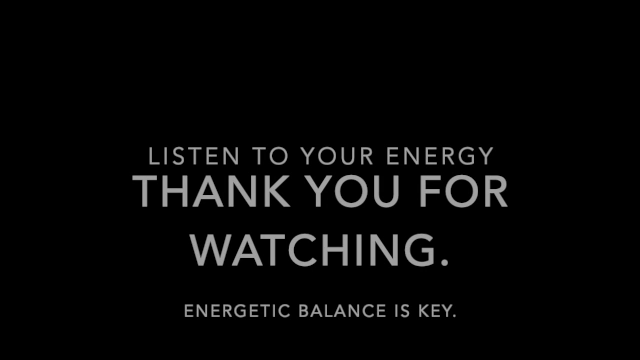 LISTEN TO YOUR ENERGY
THANK YOU FOR
WATCHING.
ENERGETIC BALANCE IS KEY.